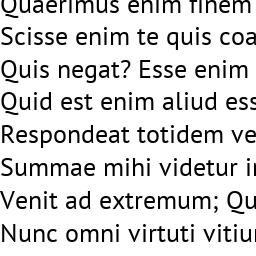 Quaerimus enim finem
Scisse enim te quis coa
Quis negat? Esse enim
Quid est enim aliud ess
Respondeat totidem ve
Summae mihi videtur i
Venit ad extremum; Qu
Nunc omni virtuti vitiu